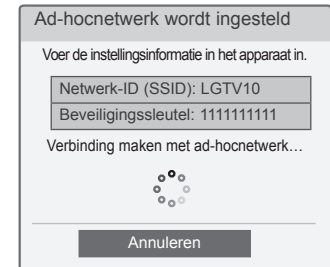 Ad-hocnetwerk wordt ingesteld
Voer de instellingsinformatie in het apparaat in.
Netwerk-ID (SSID): LGTV10
Beveiligingssleutel: 1111111111
Verbinding maken met ad-hocnetwerk…
Annuleren